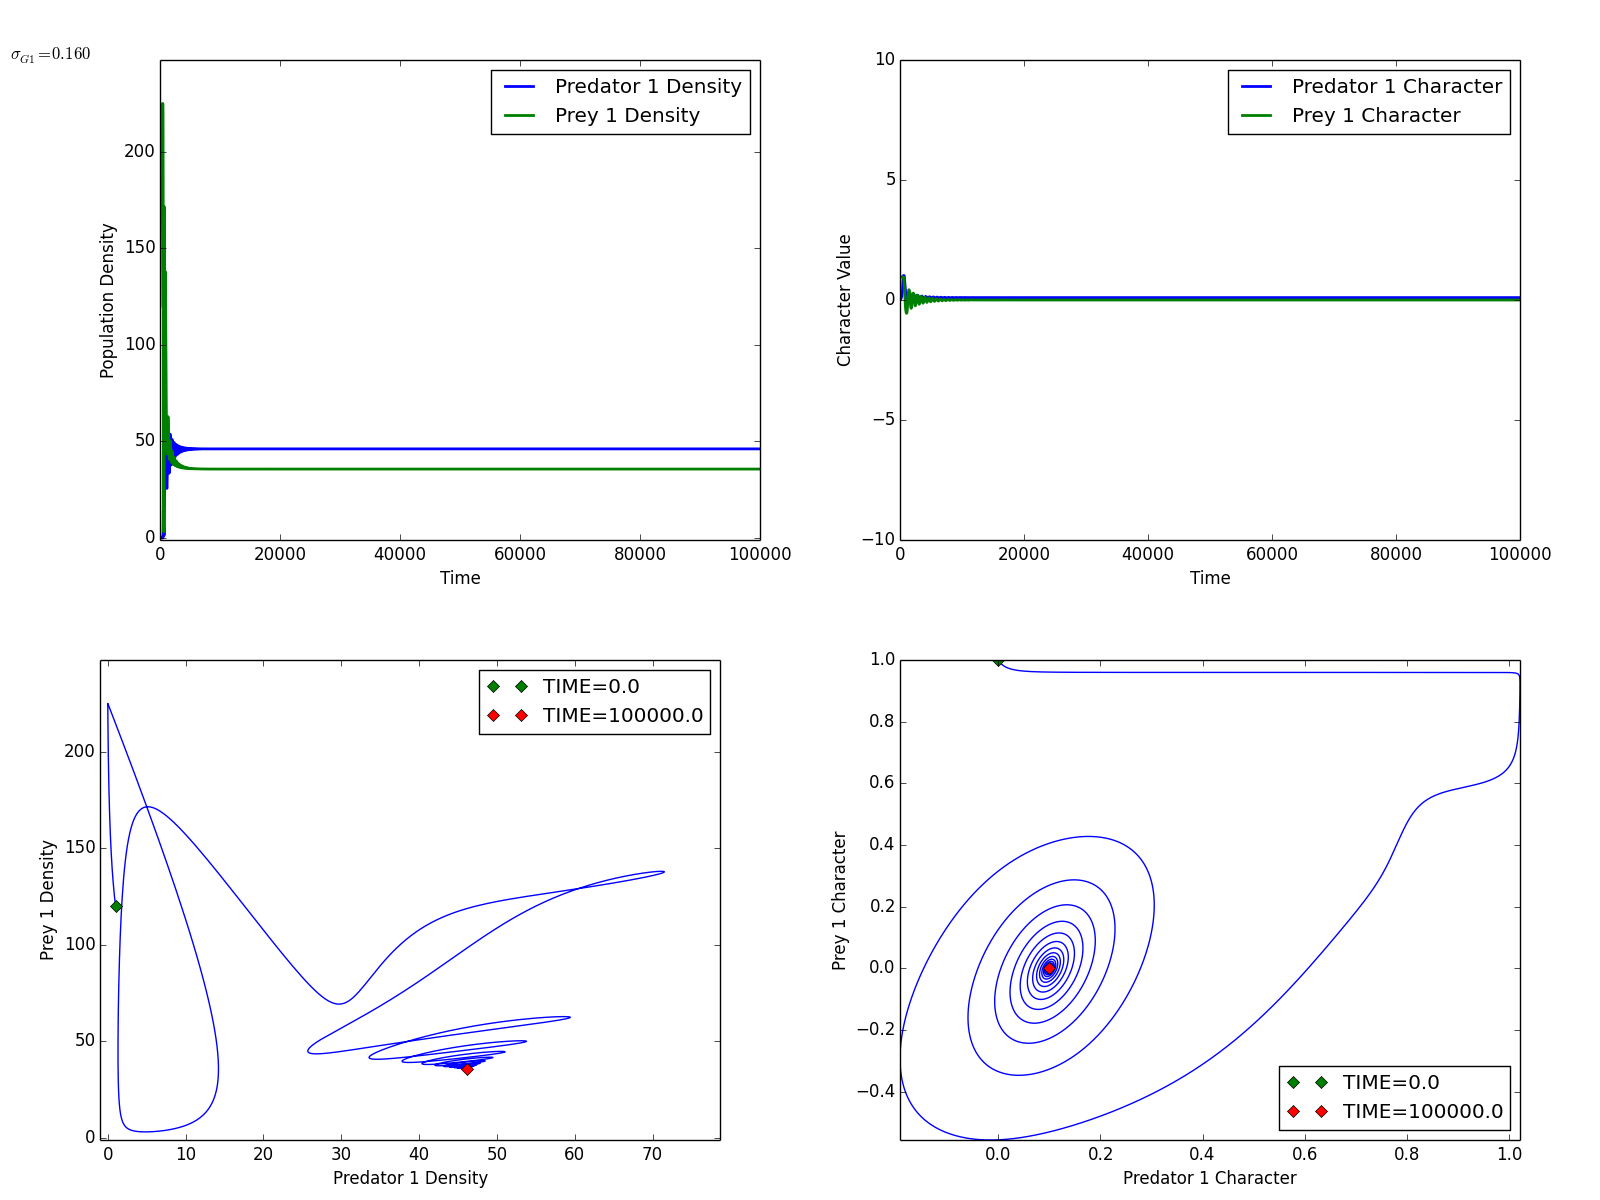 σG1=0.160
Predator 1 Density
Prey 1 Density
Population Density
200
150
100
50
0
0 20000 40000 60000 80000 100000
Time
Predator 1 Character
Prey 1 Character
Character Value
10
5
0
−5
−10
0 20000 40000 60000 80000 100000
Time
TIME=0.0
TIME=100000.0
Prey 1 Density
200
150
100
50
0
0 10 20 30 40 50 60 70
Predator 1 Density
Prey 1 Character
1.0
0.8
0.6
0.4
0.2
0.0
−0.2
−0.4
TIME=0.0
TIME=100000.0
0.0 0.2 0.4 0.6 0.8 1.0
Predator 1 Character